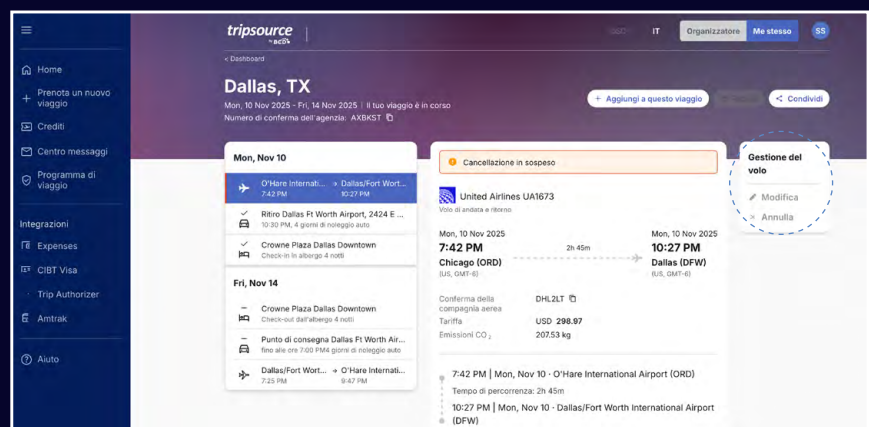 tripsource
by BCD
IT
Organizzatore
Me stesso
SS
Home
Prenota un nuovo
viaggio
Crediti
Centro messaggi
Programma di
viaggio
Integrazioni
Expenses
CIBT Visa
Trip Authorizer
Amtrak
Aiuto
< Dashboard
Dallas, TX
Mon, 10 Nov 2025 - Fri, 14 Nov 2025 | Il tuo viaggio è in corso
Numero di conferma dell'agenzia: AXBKST
+ Aggiungi a questo viaggio
Condividi
Mon, Nov 10
O'Hare Internati... → Dallas/Fort Wort...
7:42 PM 10:27 PM
Ritiro Dallas Ft Worth Airport, 2424 E ...
10:30 PM, 4 giorni di noleggio auto
Crowne Plaza Dallas Downtown
Check-in in albergo 4 notti
Fri, Nov 14
Crowne Plaza Dallas Downtown
Check-out dall'albergo 4 notti
Punto di consegna Dallas Ft Worth Air...
fino alle ore 7:00 PM4 giorni di noleggio auto
Dallas/Fort Wort... → O'Hare Internati...
7:25 PM 9:47 PM
Cancellazione in sospeso
United Airlines UA1673
Volo di andata e ritorno
Mon, 10 Nov 2025 Mon, 10 Nov 2025
7:42 PM 2h 45m 10:27 PM
Chicago (ORD) Dallas (DFW)
(US, GMT-6) (US, GMT-6)
Conferma della
compagnia aerea DHL2LT
Tariffa USD 298.97
Emissioni CO2 207.53 kg
7:42 PM | Mon, Nov 10 · O'Hare International Airport (ORD)
Tempo di percorrenza: 2h 45m
10:27 PM | Mon, Nov 10 · Dallas/Fort Worth International Airport
(DFW)
Gestione del
volo
Modifica
× Annulla